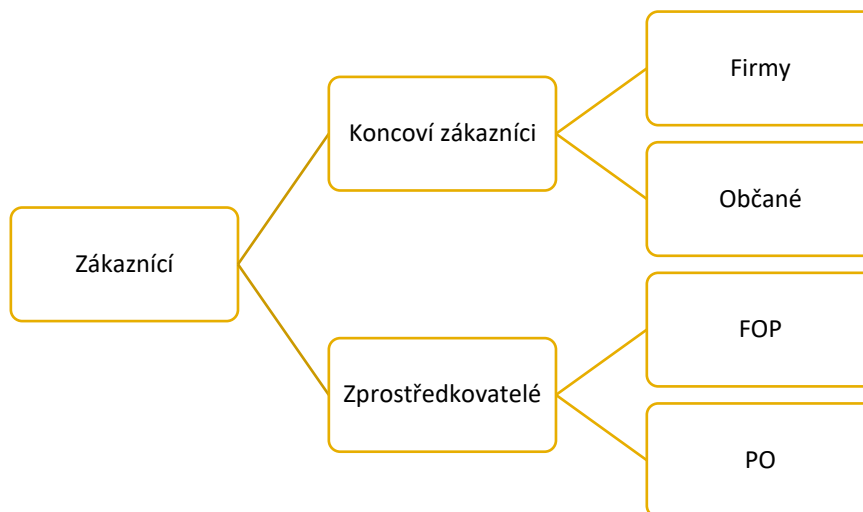 Zákazníci
Koncoví zákazníci
Firmy
Občané
Zprostředkovatelé
FOP
PO